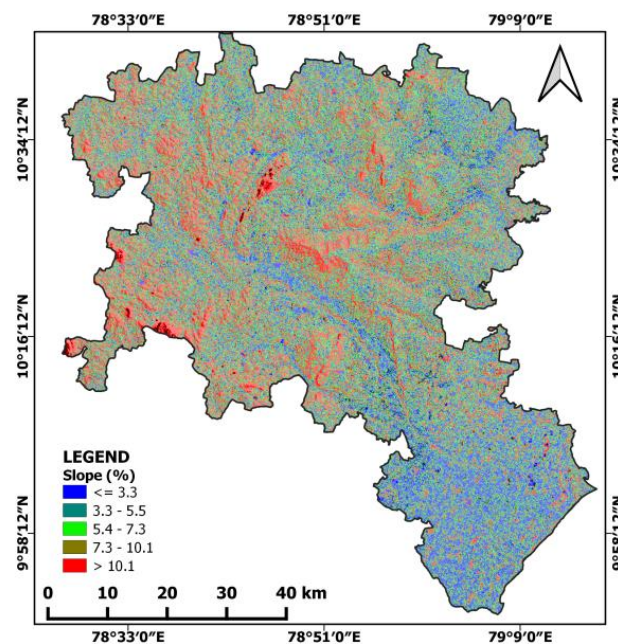 78°33'0"E 78°51'0"E 79°9'0"E
10°34'12"N 10°34'12"N
10°16'12"N 10°16'12"N
LEGEND
Slope (%)
<= 3.3
3.3 - 5.5
5.4 - 7.3
7.3 - 10.1
> 10.1
9°58'12"N 9°58'12"N
0 10 20 30 40 km
78°33'0"E 78°51'0"E 79°9'0"E